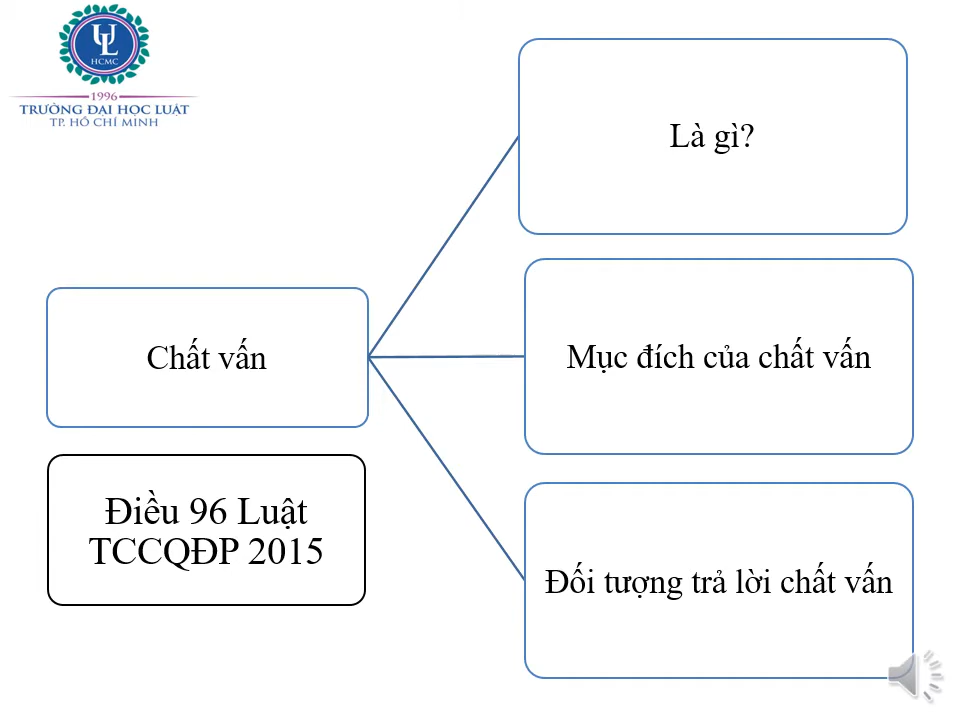 UL
HCMC
1996
TRƯỜNG ĐẠI HỌC LUẬT
TP. HỒ CHÍ MINH
Là gì?
Chất vấn
Mục đích của chất vấn
Điều 96 Luật
TCCQĐP 2015
Đối tượng trả lời chất vấn